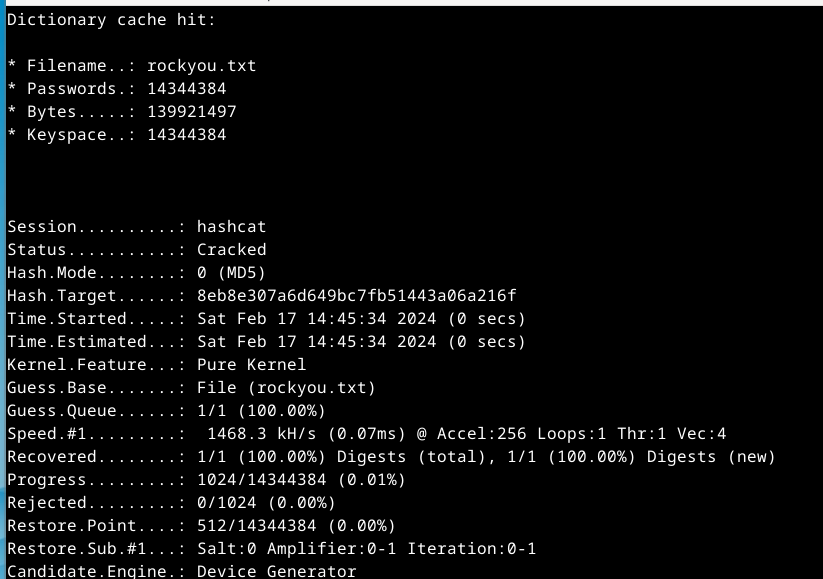 Dictionary cache hit:
* Filename..: rockyou.txt
* Passwords.: 14344384
* Bytes.....: 139921497
* Keyspace..: 14344384
Session..........: hashcat
Status...........: Cracked
Hash.Mode........: 0 (MD5)
Hash.Target......: 8eb8e307a6d649bc7fb51443a06a216f
Time.Started.....: Sat Feb 17 14:45:34 2024 (0 secs)
Time.Estimated...: Sat Feb 17 14:45:34 2024 (0 secs)
Kernel.Feature...: Pure Kernel
Guess.Base.......: File (rockyou.txt)
Guess.Queue......: 1/1 (100.00%)
Speed.#1.........:  1468.3 kH/s (0.07ms) @ Accel:256 Loops:1 Thr:1 Vec:4
Recovered........: 1/1 (100.00%) Digests (total), 1/1 (100.00%) Digests (new)
Progress.........: 1024/14344384 (0.01%)
Rejected.........: 0/1024 (0.00%)
Restore.Point....: 512/14344384 (0.00%)
Restore.Sub.#1...: Salt:0 Amplifier:0-1 Iteration:0-1
Candidate.Engine.: Device Generator